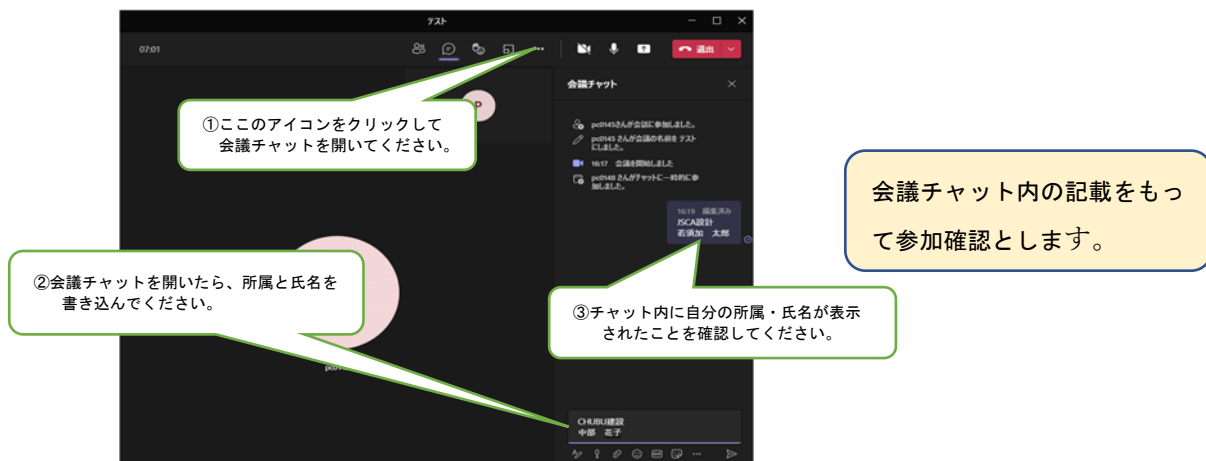 テスト
07:01
退出
会議チャット
P
①ここのアイコンをクリックして
会議チャットを開いてください。
pc0145さんが会話に参加しました。
pc0145 さんが会議の名前を テスト
にしました。
16:17 会議を開始しました
pc0148 さんがチャットに一時的に参
加しました。
16:19 編集済み
JSCA設計
若須加 太郎
会議チャット内の記載をもっ
て参加確認とします。
②会議チャットを開いたら、所属と氏名を
書き込んでください。
③チャット内に自分の所属・氏名が表示
されたことを確認してください。
CHUBU建設
中部 花子